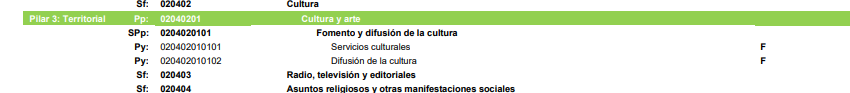 Sf: 020402 Cultura
Pilar 3: Territorial Pp: 02040201 Cultura y arte
SPp: 0204020101 Fomento y difusión de la cultura
Py: 020402010101 Servicios culturales F
Py: 020402010102 Difusión de la cultura F
Sf: 020403 Radio, televisión y editoriales
Sf: 020404 Asuntos religiosos y otras manifestaciones sociales